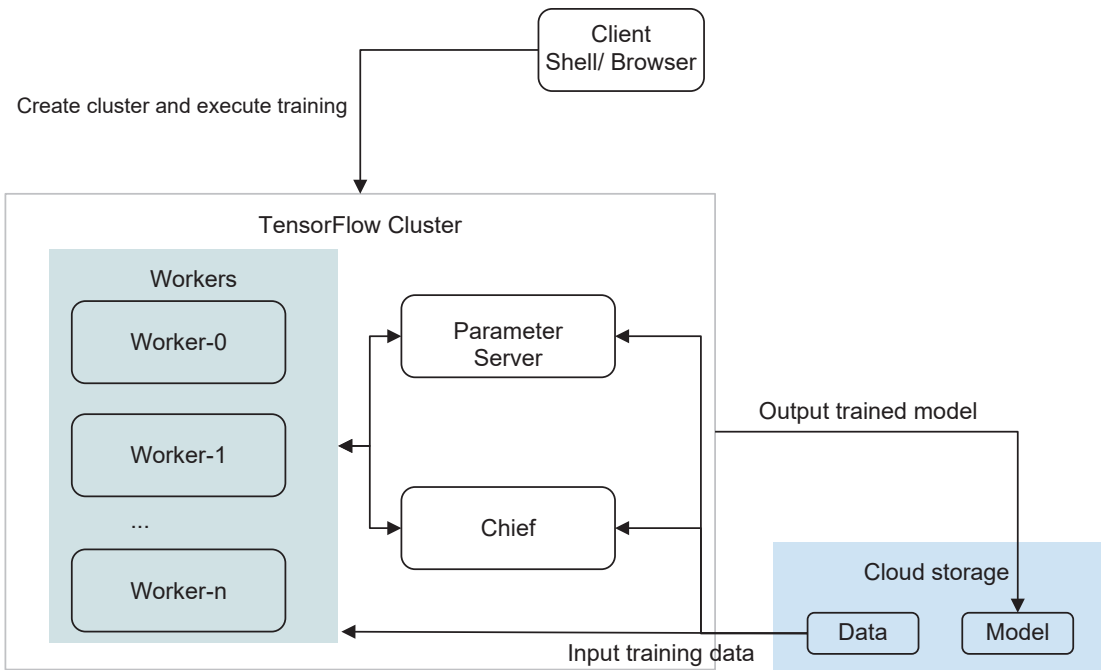 Client
Shell/ Browser
Create cluster and execute training
TensorFlow Cluster
Workers
Worker-0
Parameter
Server
Output trained model
Worker-1
...
Chief
Cloud storage
Worker-n
Data
Model
Input training data